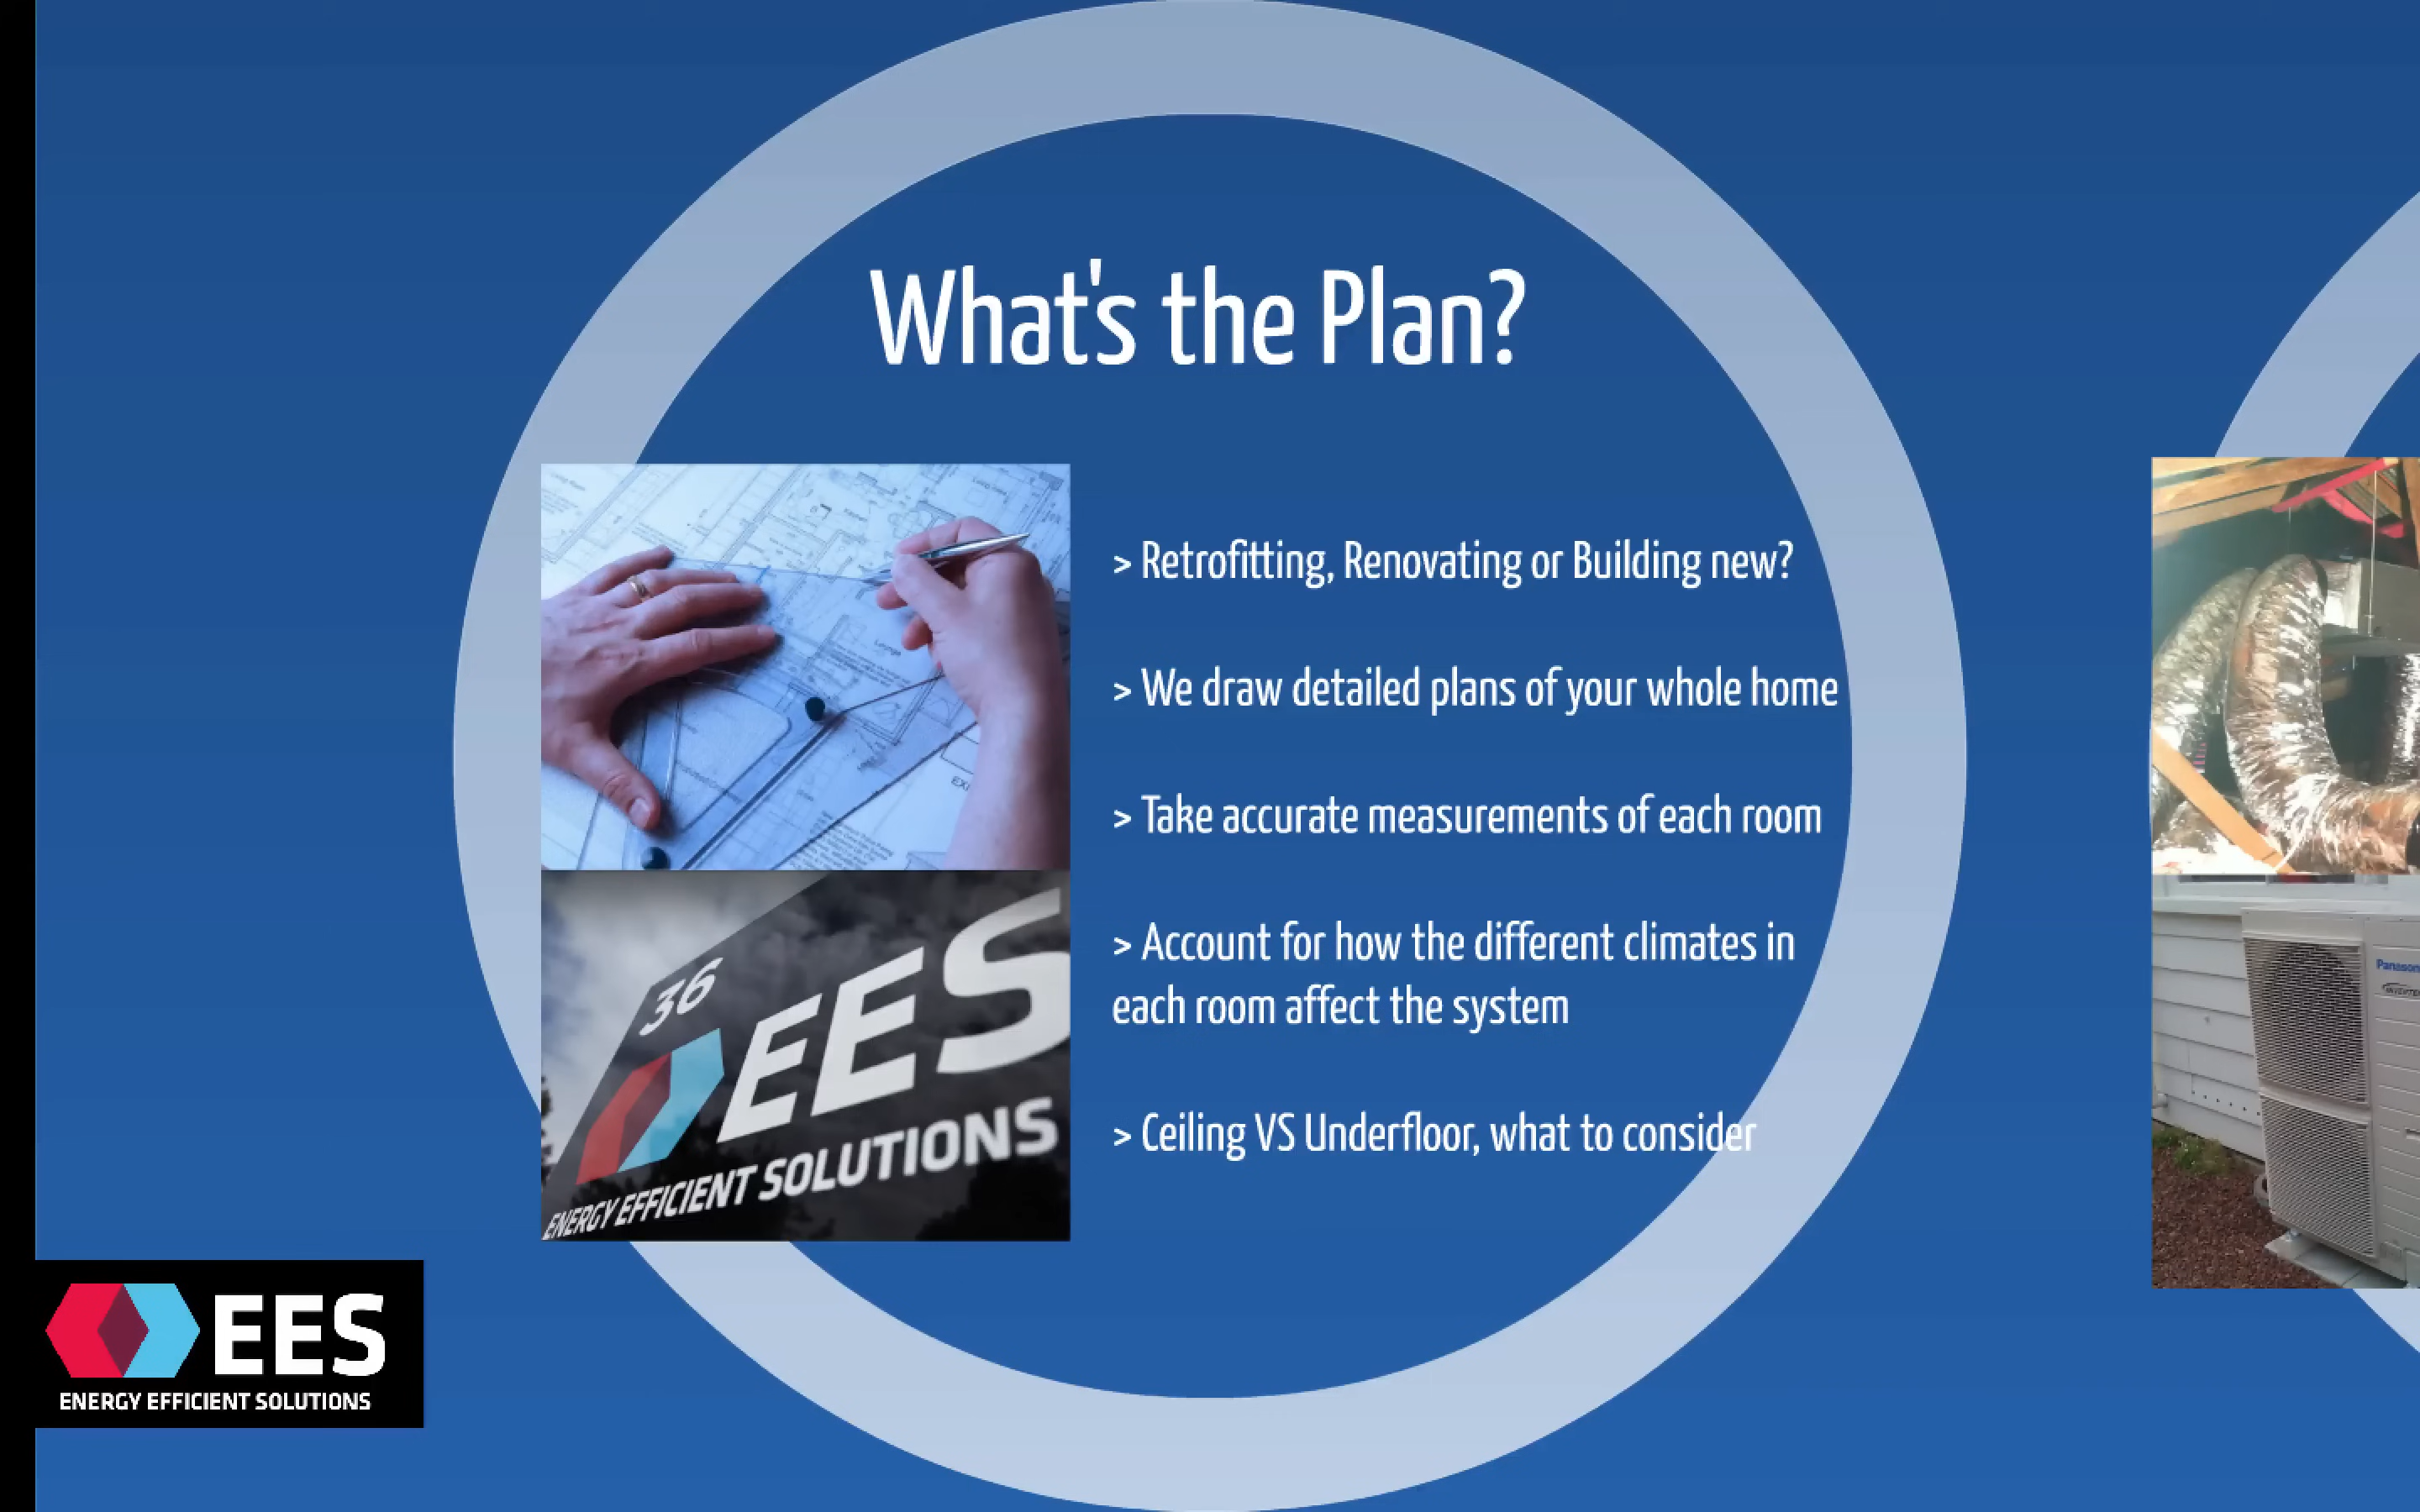 What's the Plan?
> Retrofitting, Renovating or Building new?
> We draw detailed plans of your whole home
> Take accurate measurements of each room
> Account for how the different climates in
each room affect the system
> Ceiling VS Underfloor, what to consider
36
EES
ENERGY EFFICIENT SOLUTIONS
EES
ENERGY EFFICIENT SOLUTIONS